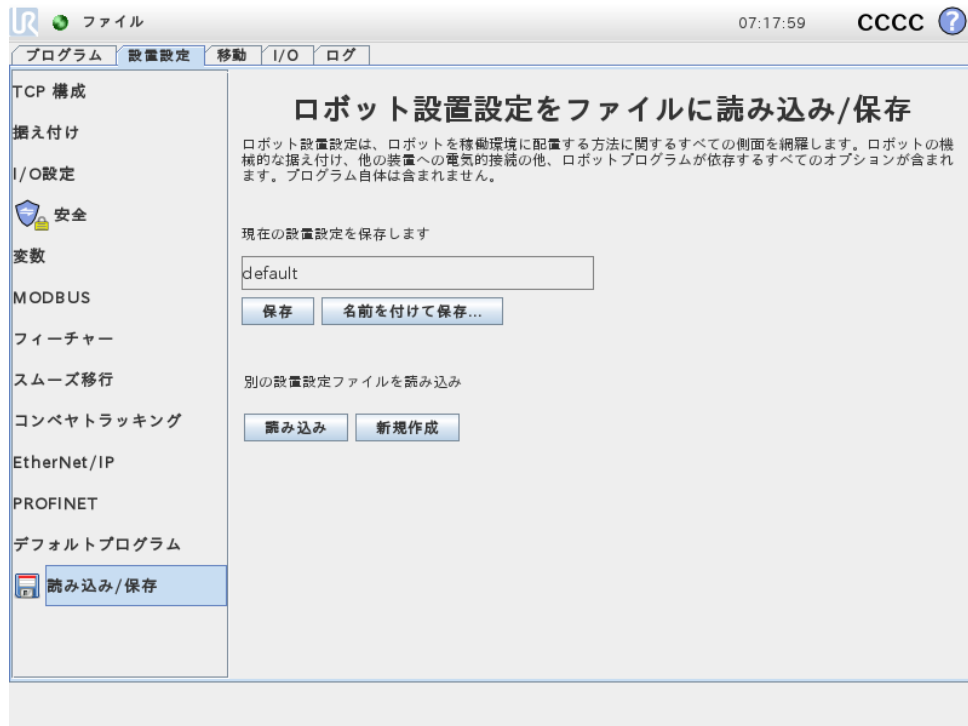 UR
ファイル
07:17:59
CCCC
?
プログラム
設置設定
移動
I/O
ログ
TCP 構成
据え付け
I/O設定
安全
変数
MODBUS
フィーチャー
スムーズ移行
コンベヤトラッキング
EtherNet/IP
PROFINET
デフォルトプログラム
読み込み/保存
ロボット設置設定をファイルに読み込み/保存
ロボット設置設定は、ロボットを稼働環境に配置する方法に関するすべての側面を網羅します。ロボットの機
械的な据え付け、他の装置への電気的接続の他、ロボットプログラムが依存するすべてのオプションが含まれ
ます。プログラム自体は含まれません。
現在の設置設定を保存します
default
保存
名前を付けて保存...
別の設置設定ファイルを読み込み
読み込み
新規作成